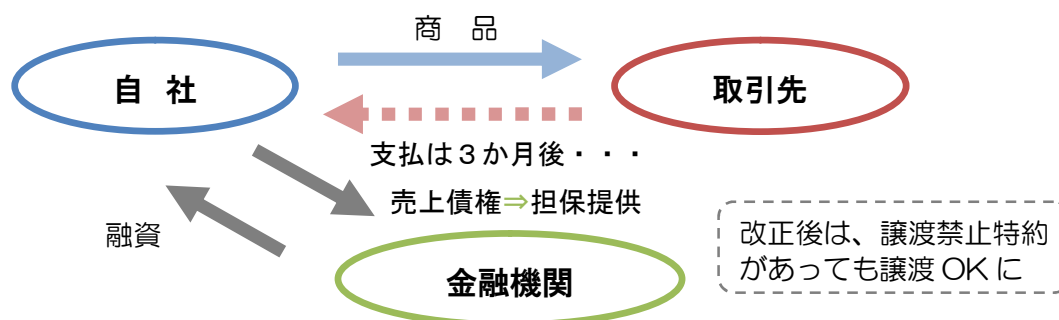 商 品
自 社
取引先
支払は３か月後・・・
売上債権⇒担保提供
融資
改正後は、譲渡禁止特約
があっても譲渡 OK に
金融機関